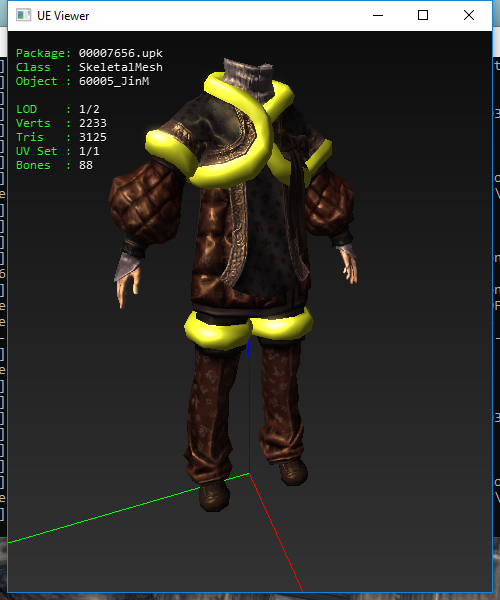 UE Viewer
Package: 00007656.upk
Class : SkeletalMesh
Object : 60005_JinM
LOD : 1/2
Verts : 2233
Tris : 3125
UV Set : 1/1
Bones : 88